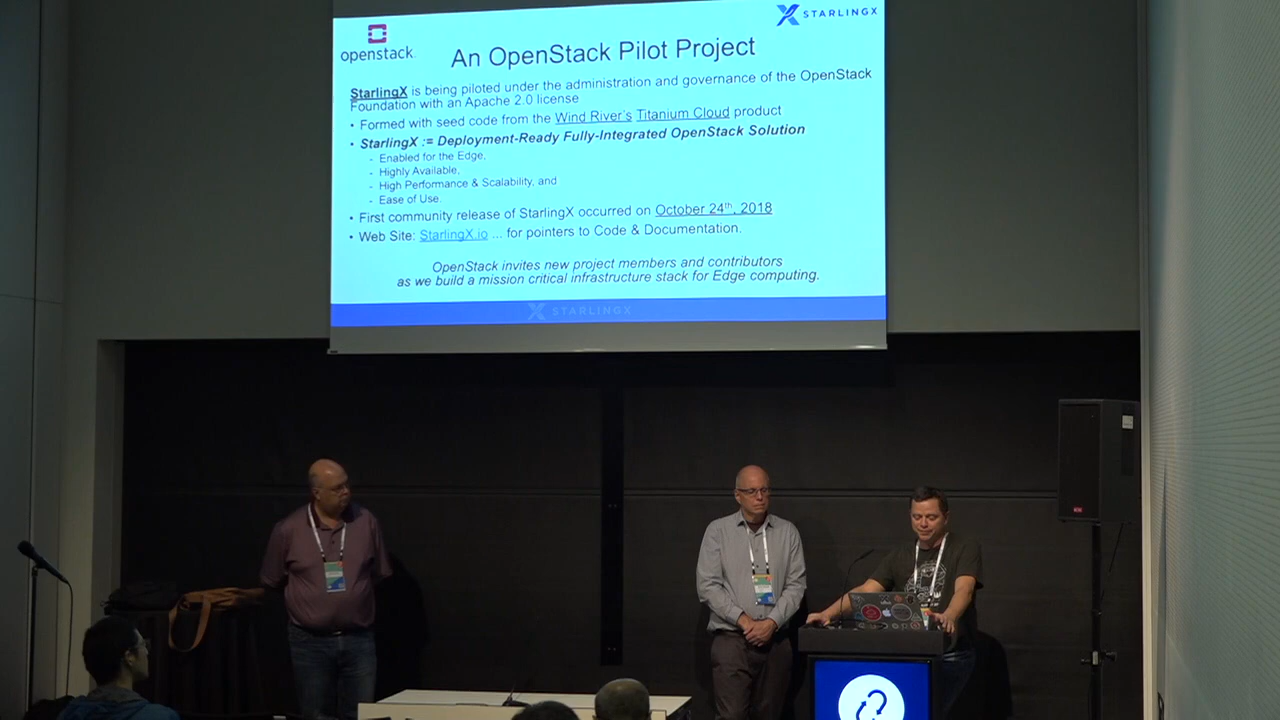 openstack.
STARLINGX
An OpenStack Pilot Project
StarlingX is being piloted under the administration and governance of the OpenStack
Foundation with an Apache 2.0 license
• Formed with seed code from the Wind River's Titanium Cloud product
• StarlingX := Deployment-Ready Fully-Integrated OpenStack Solution
- Enabled for the Edge,
- Highly Available,
- High Performance & Scalability, and
- Ease of Use.
• First community release of StarlingX occurred on October 24th, 2018
• Web Site: StarlingX.io ... for pointers to Code & Documentation.
OpenStack invites new project members and contributors
as we build a mission critical infrastructure stack for Edge computing.
STARLINGX